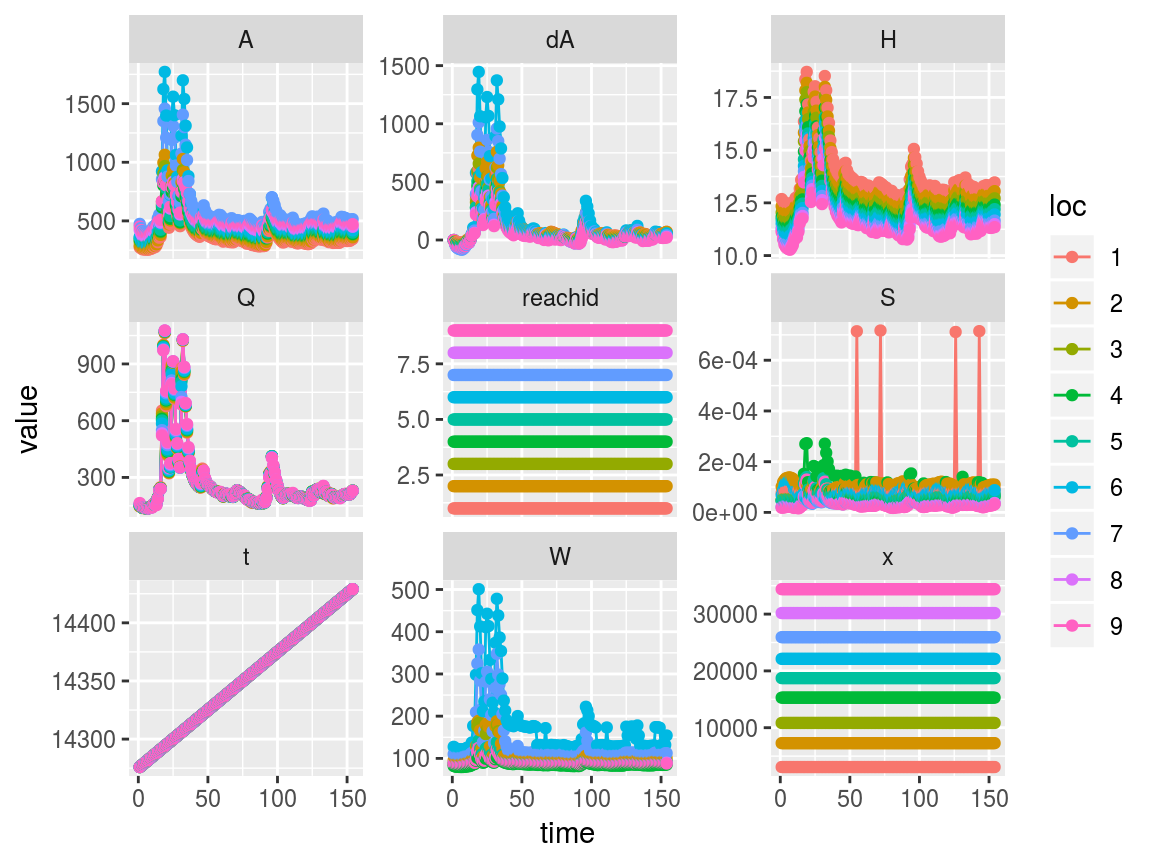 A dA H
1500 1000 500
1500 1000 500 0
17.5 15.0 12.5 10.0
Q reachid S
900 600 300
7.5 5.0 2.5
6e-04 4e-04 2e-04 0e+00
t W x
14400 14350 14300
500 400 300 200 100
30000 20000 10000
0 50 100 150 0 50 100 150 0 50 100 150
time
value
loc
1
2
3
4
5
6
7
8
9